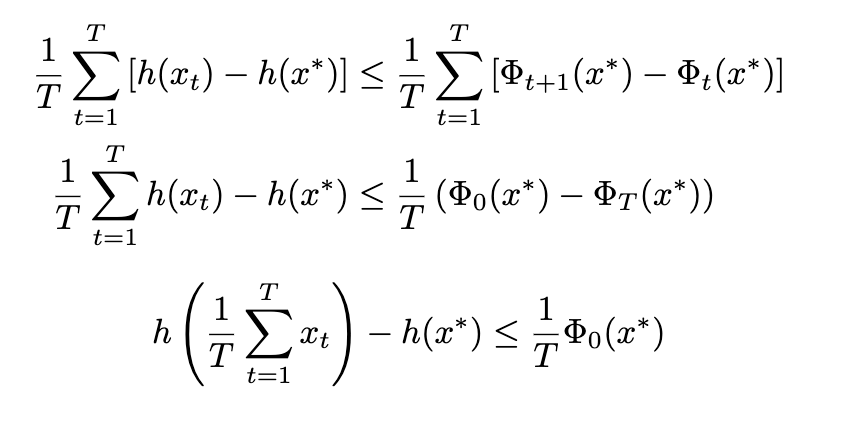 \frac{1}{T} \sum_{t=1}^{T} [h(x_t) - h(x^*)] \leq \frac{1}{T} \sum_{t=1}^{T} [\Phi_{t+1}(x^*) - \Phi_t(x^*)]
\frac{1}{T} \sum_{t=1}^{T} h(x_t) - h(x^*) \leq \frac{1}{T} (\Phi_0(x^*) - \Phi_T(x^*))
h\left(\frac{1}{T} \sum_{t=1}^{T} x_t\right) - h(x^*) \leq \frac{1}{T} \Phi_0(x^*)